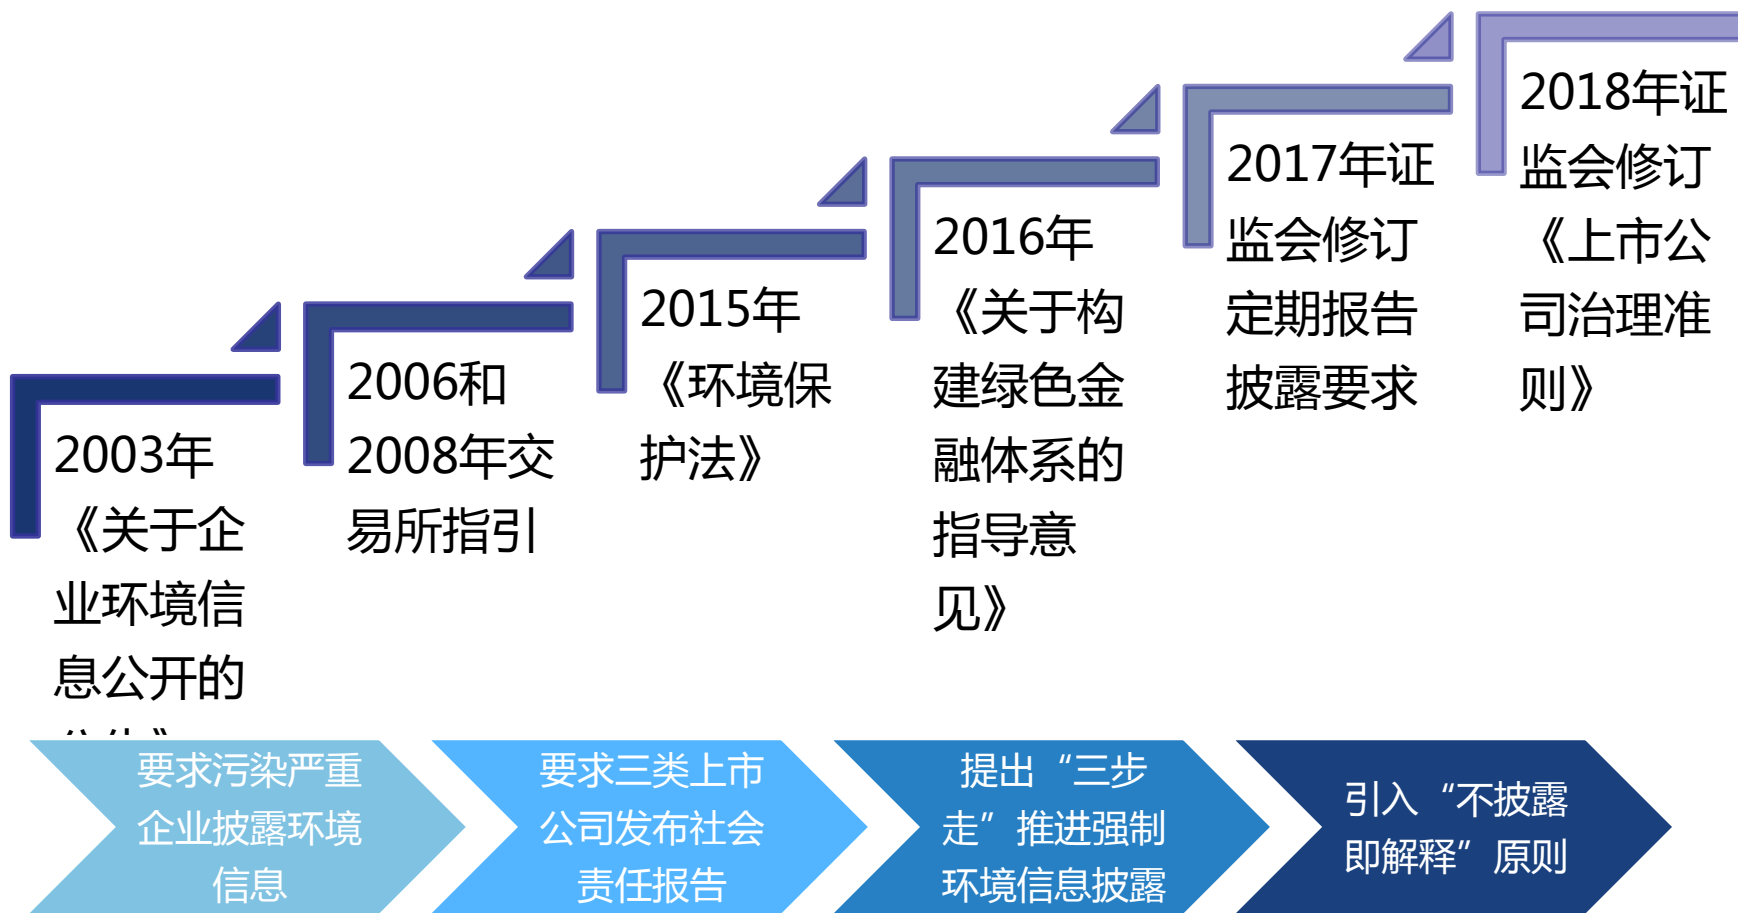 2003年
《关于企
业环境信
息公开的
2006和
2008年交
易所指引
2015年
《环境保
护法》
2016年
《关于构
建绿色金
融体系的
指导意
见》
2017年证
监会修订
定期报告
披露要求
2018年证
监会修订
《上市公
司治理准
则》
要求污染严重
企业披露环境
信息
要求三类上市
公司发布社会
责任报告
提出“三步
走”推进强制
环境信息披露
引入“不披露
即解释”原则